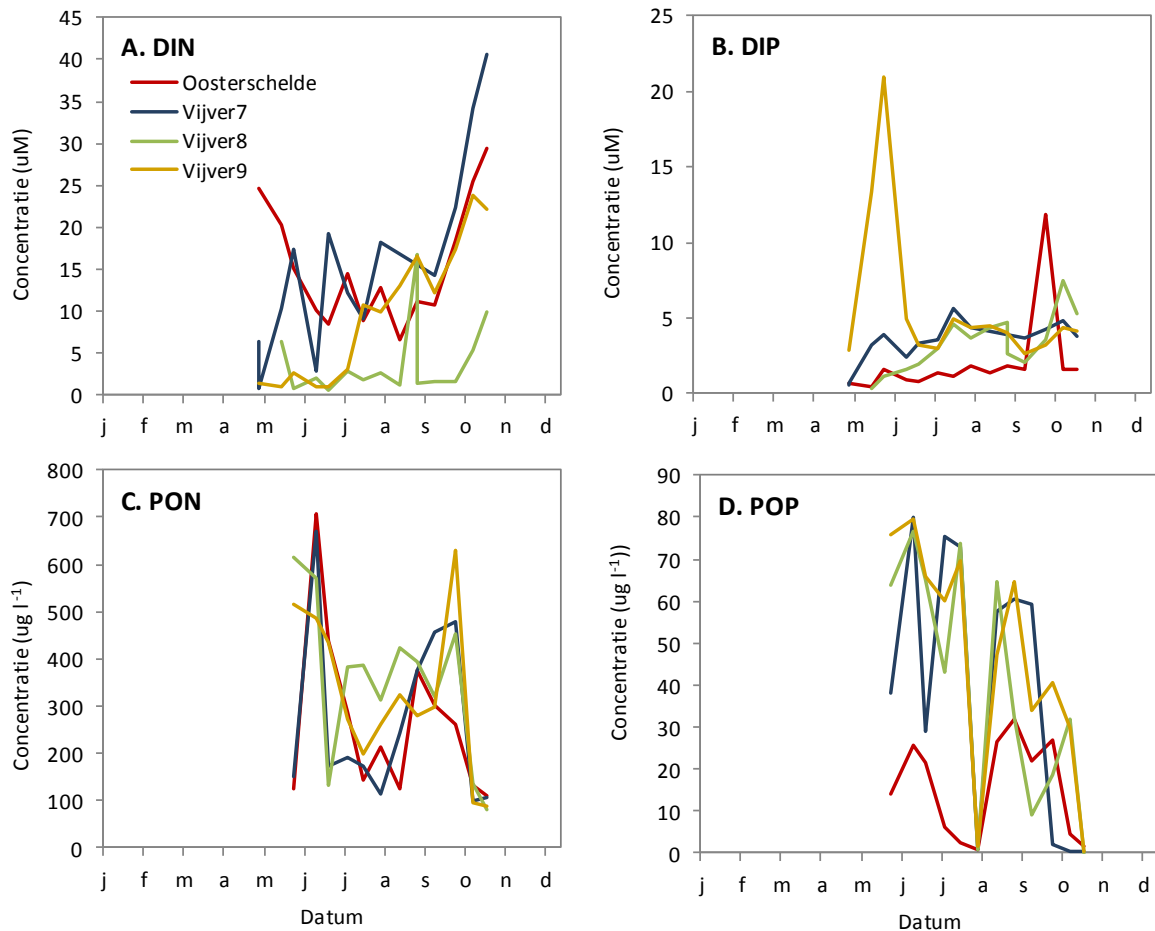 A. DIN
Oosterschelde
Vijver7
Vijver8
Vijver9
Concentratie (uM)
45
40
35
30
25
20
15
10
5
0
j f m a m j j a s o n d
B. DIP
Concentratie (uM)
25
20
15
10
5
0
j f m a m j j a s o n d
C. PON
Concentratie (ug l-1)
800
700
600
500
400
300
200
100
0
j f m a m j j a s o n d
Datum
D. POP
Concentratie (ug l-1))
90
80
70
60
50
40
30
20
10
0
j f m a m j j a s o n d
Datum